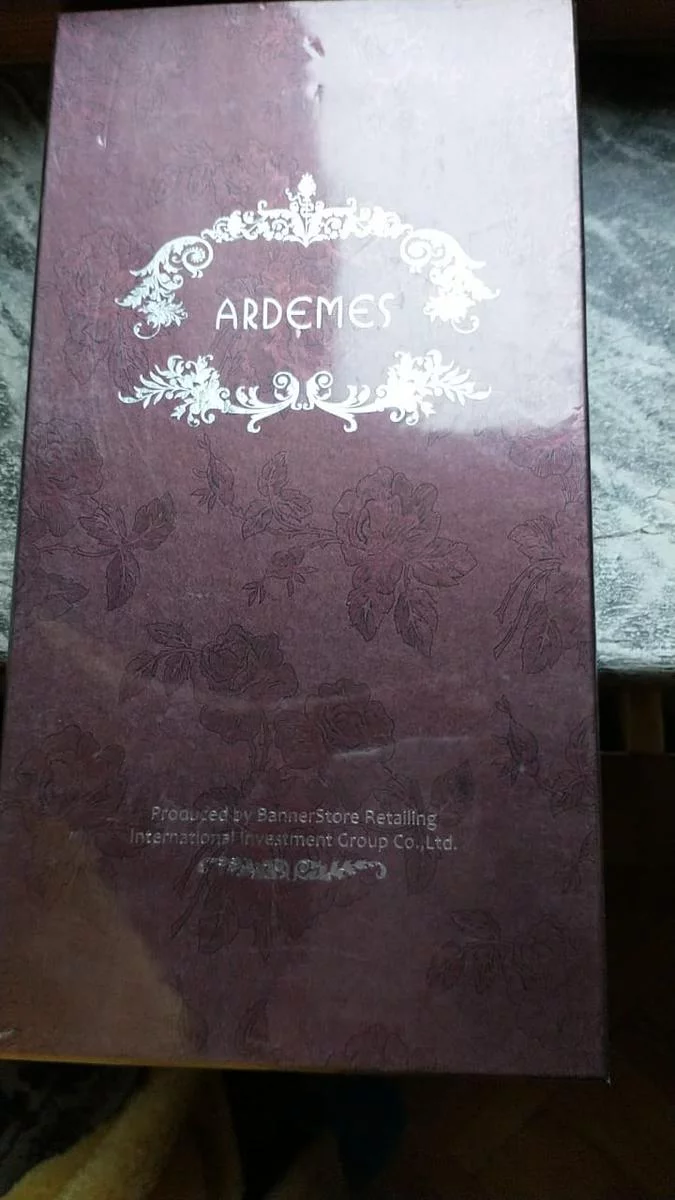 ARDEMES
Produced by BannerStore Retailing
International Investment Group Co.,Ltd.